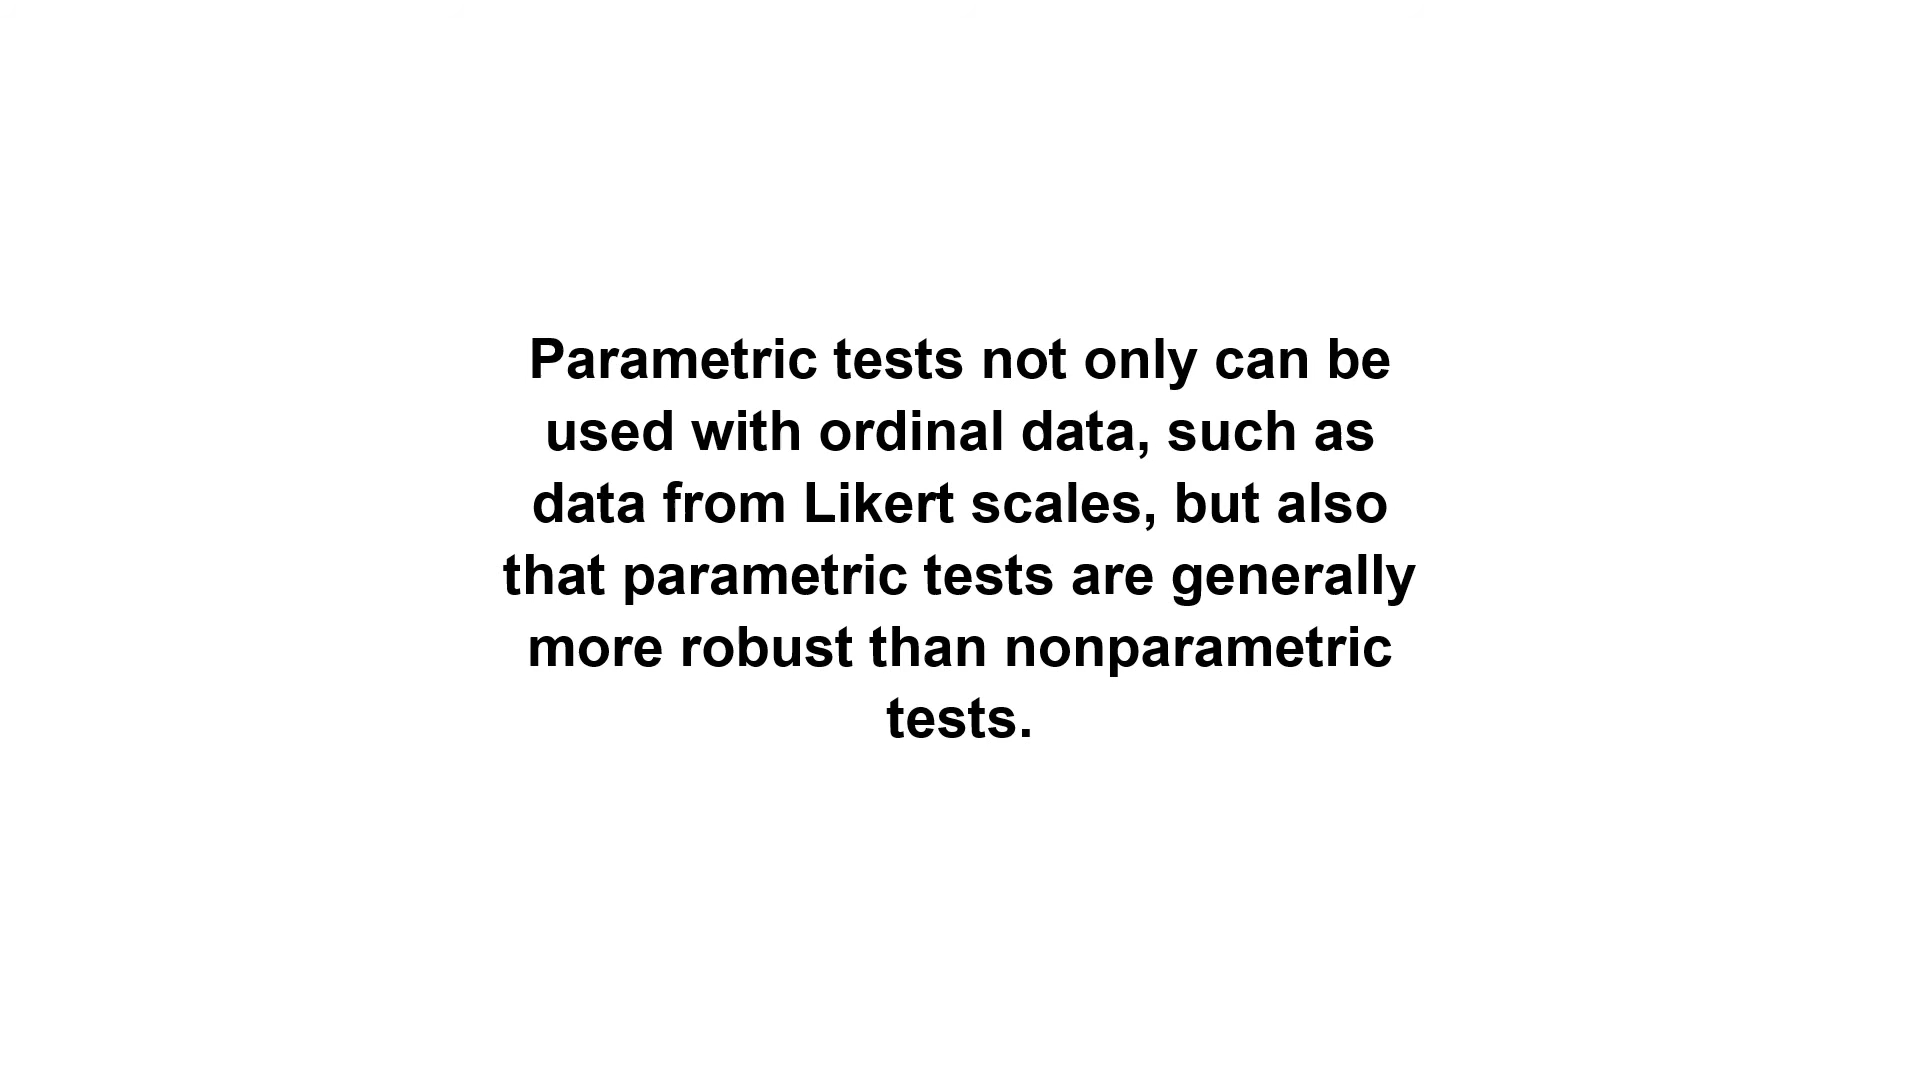 Parametric tests not only can be
used with ordinal data, such as
data from Likert scales, but also
that parametric tests are generally
more robust than nonparametric
tests.